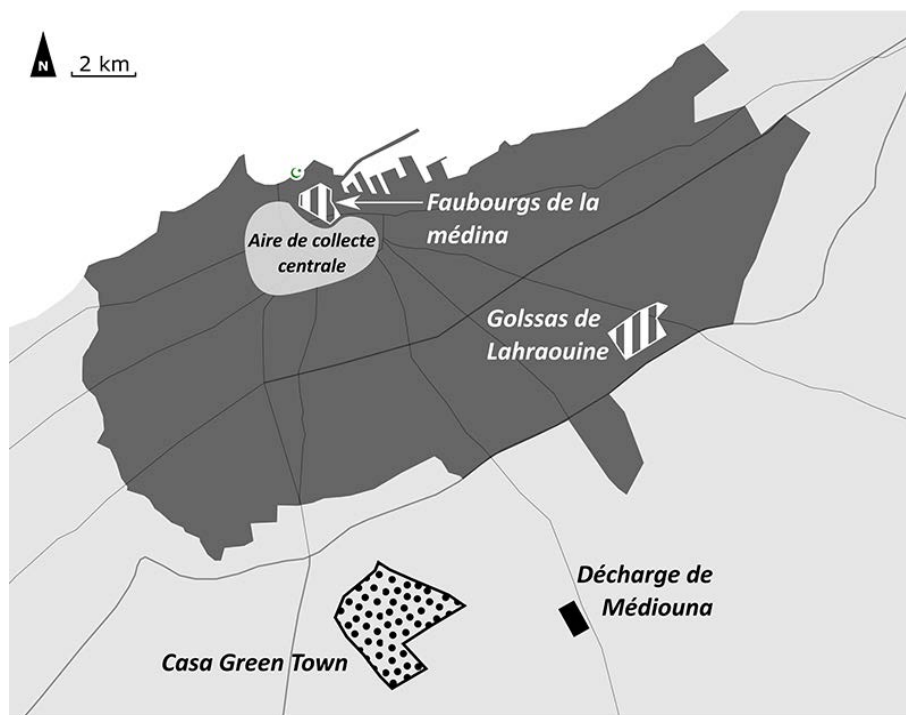 N
2 km
Faubourgs de la
médina
Aire de collecte
centrale
Golssas de
Lahraouine
Décharge de
Médiouna
Casa Green Town